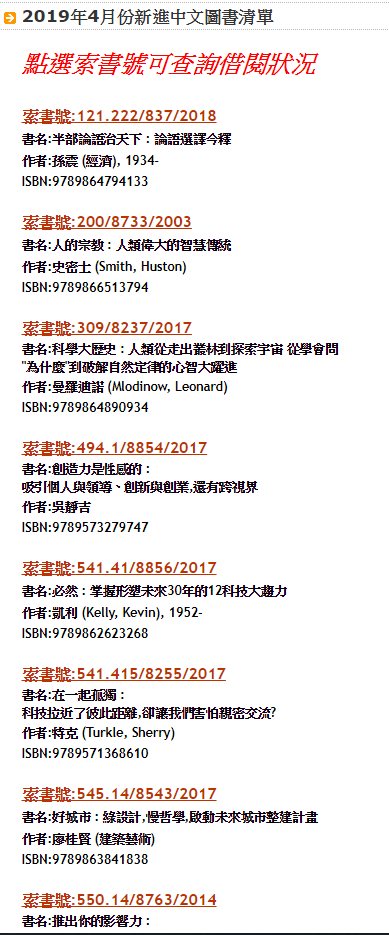 2019年4月份新進中文圖書清單
點選索書號可查詢借閱狀况
索書號:121.222/837/2018
書名:半部論語治天下：論語選譯今釋
作者:孫震 (經濟), 1934-
ISBN:9789864794133
索書號:200/8733/2003
書名:人的宗教：人類偉大的智慧傳統
作者:史密士 (Smith, Huston)
ISBN:9789866513794
索書號:309/8237/2017
書名:科學大歷史：人類從走出叢林到探索宇宙 從學會問
"為什麼"到破解自然定律的心智大躍進
作者:曼羅迪諾 (Mlodinow, Leonard)
ISBN:9789864890934
索書號:494.1/8854/2017
書名:創造力是性感的：
吸引個人與領導、創新與創業,還有跨視界
作者:吳靜吉
ISBN:9789573279747
索書號:541.41/8856/2017
書名:必然：掌握形塑未來30年的12科技大趨力
作者:凱利 (Kelly, Kevin), 1952-
ISBN:9789862623268
索書號:541.415/8255/2017
書名:在一起孤獨：
科技拉近了彼此距離,卻讓我們害怕親密交流?
作者:特克 (Turkle, Sherry)
ISBN:9789571368610
索書號:545.14/8543/2017
書名:好城市：綠設計,慢哲學,啟動未來城市整建計畫
作者:廖桂賢 (建築藝術)
ISBN:9789863841838
索書號:550.14/8763/2014
書名:推出你的影響力：